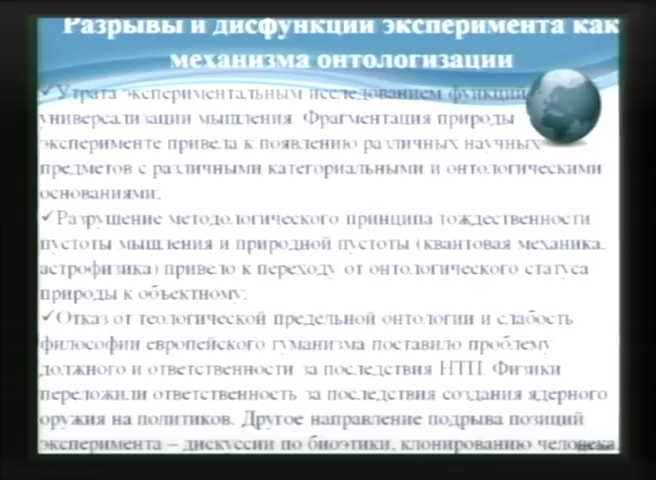 Разрывы и дисфункции эксперимента как
механизма онтологизации
✓Утрата экспериментальным исследованием функции
универсализации мышления. Фрагментация природы
эксперименте привела к появлению различных научных
предметов с различными категориальными и онтологическими
основаниями;
✓Разрушение методологического принципа тождественности
пустоты мышления и природной пустоты (квантовая механика,
астрофизика) привело к переходу от онтологического статуса
природы к объектному;
✓Отказ от теологической предельной онтологии и слабость
философии европейского гуманизма поставило проблему
должного и ответственности за последствия НТП. Физики
переложили ответственность за последствия создания ядерного
оружия на политиков. Другое направление подрыва позиций
эксперимента – дискуссии по биоэтики, клонированию человека